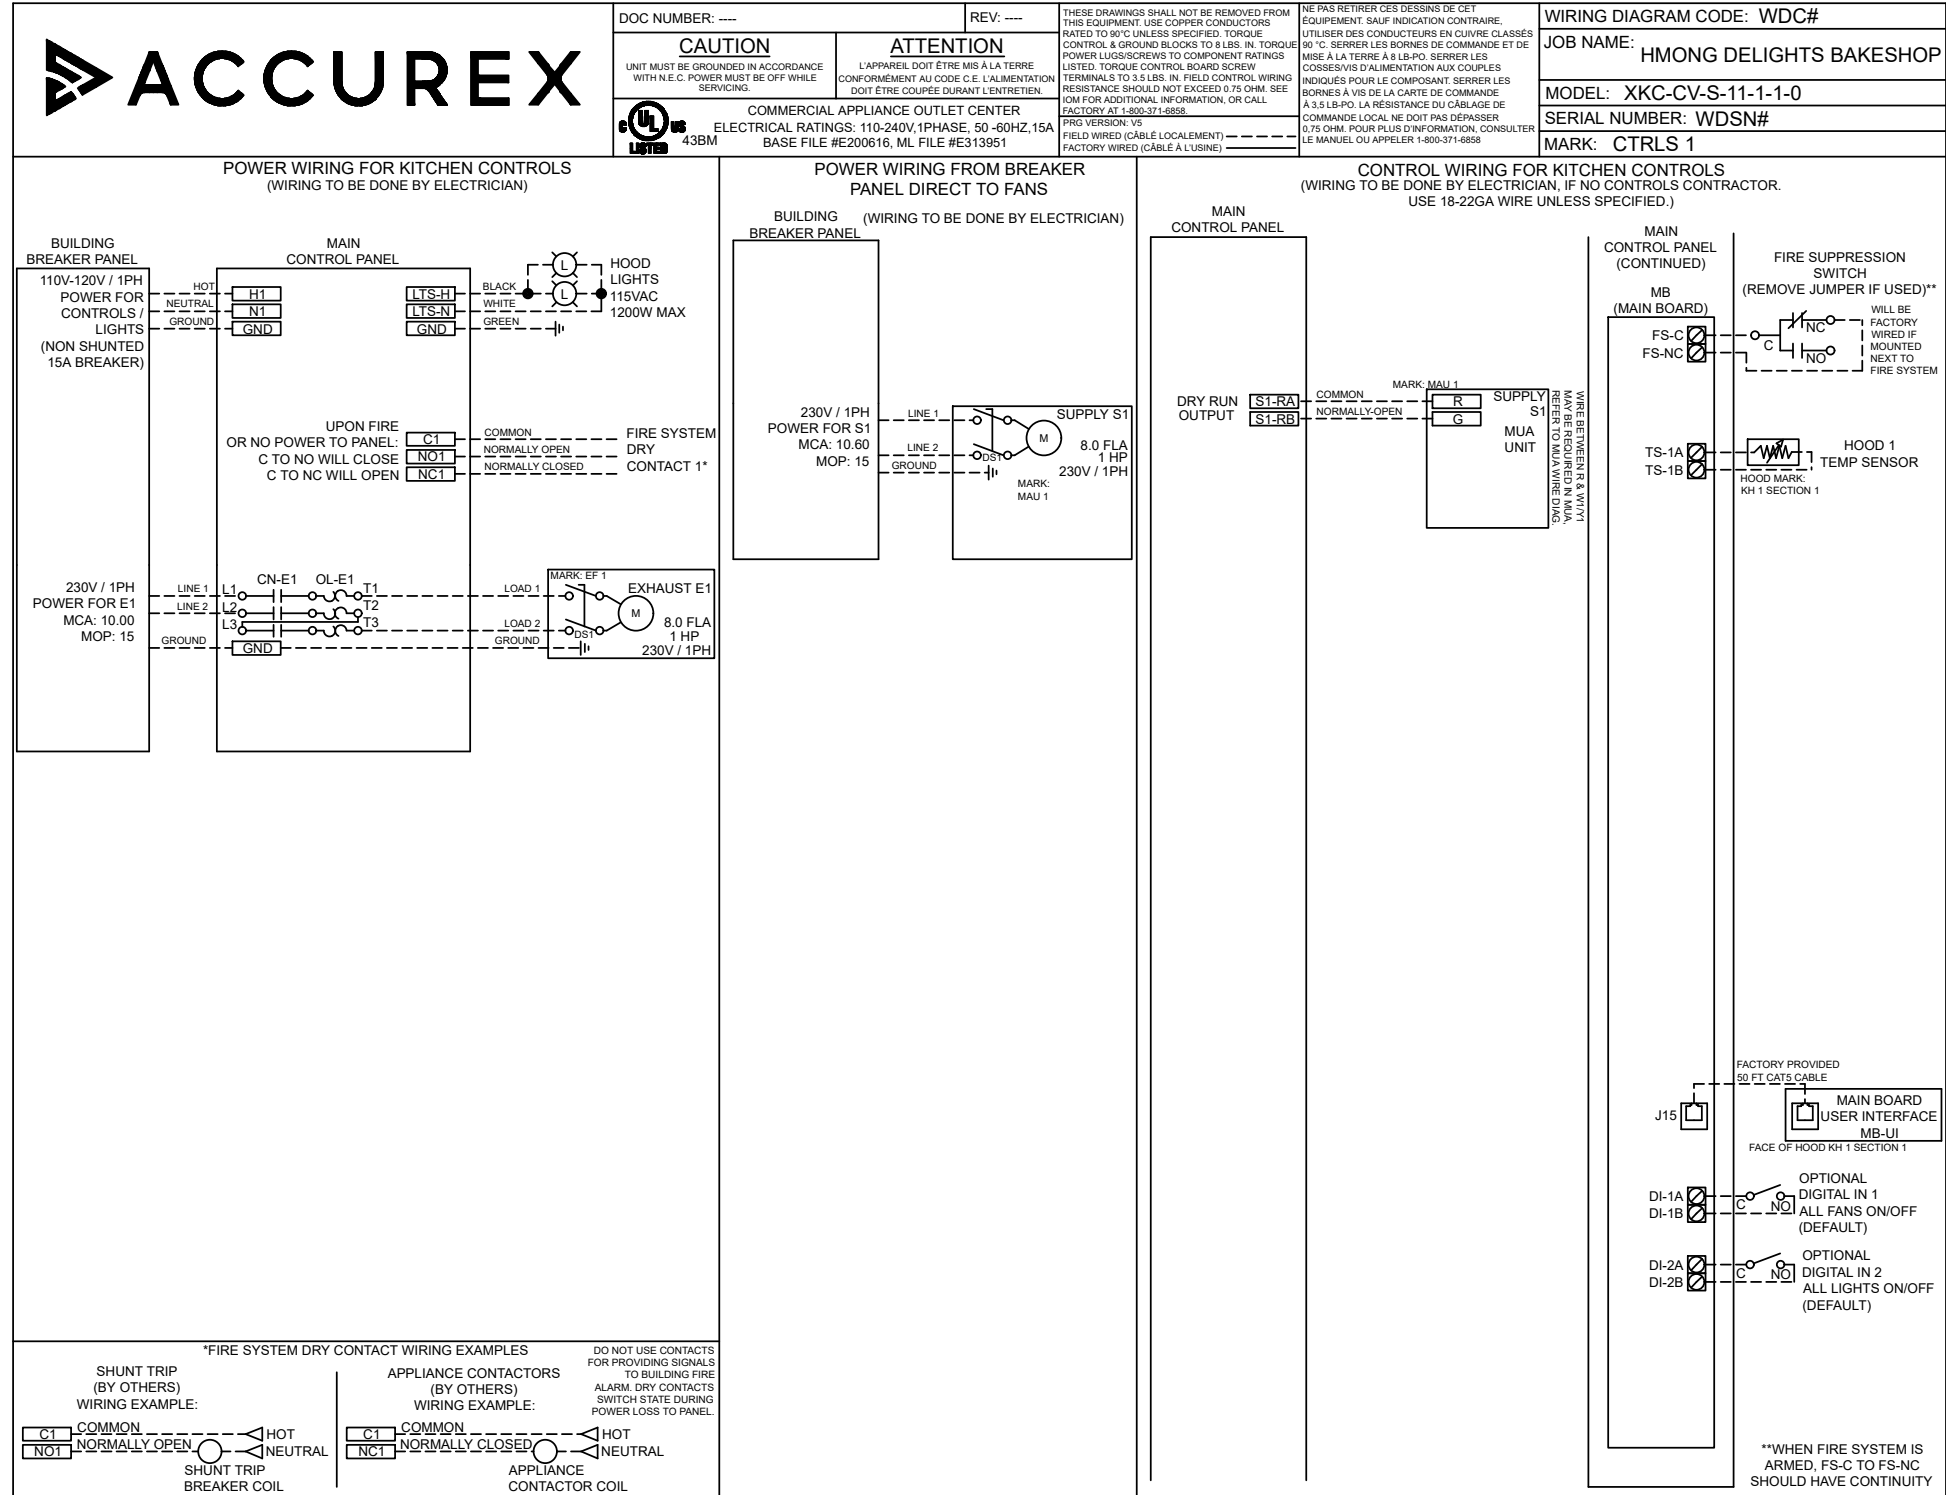 ACCUREX
DOC NUMBER: ----
REV: ----
CAUTION
UNIT MUST BE GROUNDED IN ACCORDANCE
WITH N.E.C. POWER MUST BE OFF WHILE
SERVICING.
ATTENTION
L'APPAREIL DOIT ÊTRE MIS À LA TERRE
CONFORMÉMENT AU CODE C.E. L'ALIMENTATION
DOIT ÊTRE COUPÉE DURANT L'ENTRETIEN.
C UL US
LISTED
43BM
COMMERCIAL APPLIANCE OUTLET CENTER
ELECTRICAL RATINGS: 110-240V,1PHASE, 50 -60HZ,15A
BASE FILE #E200616, ML FILE #E313951
THESE DRAWINGS SHALL NOT BE REMOVED FROM
THIS EQUIPMENT. USE COPPER CONDUCTORS
RATED TO 90°C UNLESS SPECIFIED. TORQUE
CONTROL & GROUND BLOCKS TO 8 LBS. IN. TORQUE
POWER LUGS/SCREWS TO COMPONENT RATINGS
LISTED. TORQUE CONTROL BOARD SCREW
TERMINALS TO 3.5 LBS. IN. FIELD CONTROL WIRING
RESISTANCE SHOULD NOT EXCEED 0.75 OHM. SEE
IOM FOR ADDITIONAL INFORMATION, OR CALL
FACTORY AT 1-800-371-6858.
PRG VERSION: V5
FIELD WIRED (CÂBLÉ LOCALEMENT)
FACTORY WIRED (CÂBLÉ À L'USINE)
NE PAS RETIRER CES DESSINS DE CET
ÉQUIPEMENT. SAUF INDICATION CONTRAIRE,
UTILISER DES CONDUCTEURS EN CUIVRE CLASSÉS
90 °C. SERRER LES BORNES DE COMMANDE ET DE
MISE À LA TERRE À 8 LB-PO. SERRER LES
COSSES/VIS D'ALIMENTATION AUX COUPLES
INDIQUÉS POUR LE COMPOSANT. SERRER LES
BORNES À VIS DE LA CARTE DE COMMANDE
À 3,5 LB-PO. LA RÉSISTANCE DU CÂBLAGE DE
COMMANDE LOCAL NE DOIT PAS DÉPASSER
0,75 OHM. POUR PLUS D'INFORMATION, CONSULTER
LE MANUEL OU APPELER 1-800-371-6858
WIRING DIAGRAM CODE: WDC#
JOB NAME: HMONG DELIGHTS BAKESHOP
MODEL: XKC-CV-S-11-1-1-0
SERIAL NUMBER: WDSN#
MARK: CTRLS 1
POWER WIRING FOR KITCHEN CONTROLS
(WIRING TO BE DONE BY ELECTRICIAN)
BUILDING
BREAKER PANEL
110V-120V / 1PH
POWER FOR
CONTROLS /
LIGHTS
(NON SHUNTED
15A BREAKER)
HOT
NEUTRAL
GROUND
MAIN
CONTROL PANEL
H1
N1
GND
LTS-H
LTS-N
GND
BLACK
WHITE
GREEN
L
L
HOOD
LIGHTS
115VAC
1200W MAX
UPON FIRE
OR NO POWER TO PANEL:
C TO NO WILL CLOSE
C TO NC WILL OPEN
C1
NO1
NC1
COMMON
NORMALLY OPEN
NORMALLY CLOSED
FIRE SYSTEM
DRY
CONTACT 1*
230V / 1PH
POWER FOR E1
MCA: 10.00
MOP: 15
LINE 1
LINE 2
GROUND
L1
L2
L3
GND
CN-E1
OL-E1
T1
T2
T3
LOAD 1
LOAD 2
GROUND
MARK: EF 1
EXHAUST E1
M
DS1
8.0 FLA
1 HP
230V / 1PH
*FIRE SYSTEM DRY CONTACT WIRING EXAMPLES
SHUNT TRIP
(BY OTHERS)
WIRING EXAMPLE:
C1
NO1
COMMON
NORMALLY OPEN
HOT
NEUTRAL
SHUNT TRIP
BREAKER COIL
APPLIANCE CONTACTORS
(BY OTHERS)
WIRING EXAMPLE:
C1
NC1
COMMON
NORMALLY CLOSED
HOT
NEUTRAL
APPLIANCE
CONTACTOR COIL
DO NOT USE CONTACTS
FOR PROVIDING SIGNALS
TO BUILDING FIRE
ALARM. DRY CONTACTS
SWITCH STATE DURING
POWER LOSS TO PANEL.
POWER WIRING FROM BREAKER
PANEL DIRECT TO FANS
(WIRING TO BE DONE BY ELECTRICIAN)
BUILDING
BREAKER PANEL
230V / 1PH
POWER FOR S1
MCA: 10.60
MOP: 15
LINE 1
LINE 2
GROUND
SUPPLY S1
M
DS1
8.0 FLA
1 HP
230V / 1PH
MARK:
MAU 1
CONTROL WIRING FOR KITCHEN CONTROLS
(WIRING TO BE DONE BY ELECTRICIAN, IF NO CONTROLS CONTRACTOR.
USE 18-22GA WIRE UNLESS SPECIFIED.)
MAIN
CONTROL PANEL
DRY RUN
OUTPUT
S1-RA
S1-RB
COMMON
NORMALLY-OPEN
MARK: MAU 1
R
G
SUPPLY
S1
MUA
UNIT
WIRE BETWEEN R & W1/Y1
MAY BE REQUIRED IN MUA,
REFER TO MUA WIRE DIAG.
MAIN
CONTROL PANEL
(CONTINUED)
MB
(MAIN BOARD)
FS-C
FS-NC
FIRE SUPPRESSION
SWITCH
(REMOVE JUMPER IF USED)**
C
NC
NO
WILL BE
FACTORY
WIRED IF
MOUNTED
NEXT TO
FIRE SYSTEM
TS-1A
TS-1B
HOOD 1
TEMP SENSOR
HOOD MARK:
KH 1 SECTION 1
J15
FACTORY PROVIDED
50 FT CAT5 CABLE
MAIN BOARD
USER INTERFACE
MB-UI
FACE OF HOOD KH 1 SECTION 1
DI-1A
DI-1B
C
NO
OPTIONAL
DIGITAL IN 1
ALL FANS ON/OFF
(DEFAULT)
DI-2A
DI-2B
C
NO
OPTIONAL
DIGITAL IN 2
ALL LIGHTS ON/OFF
(DEFAULT)
**WHEN FIRE SYSTEM IS
ARMED, FS-C TO FS-NC
SHOULD HAVE CONTINUITY